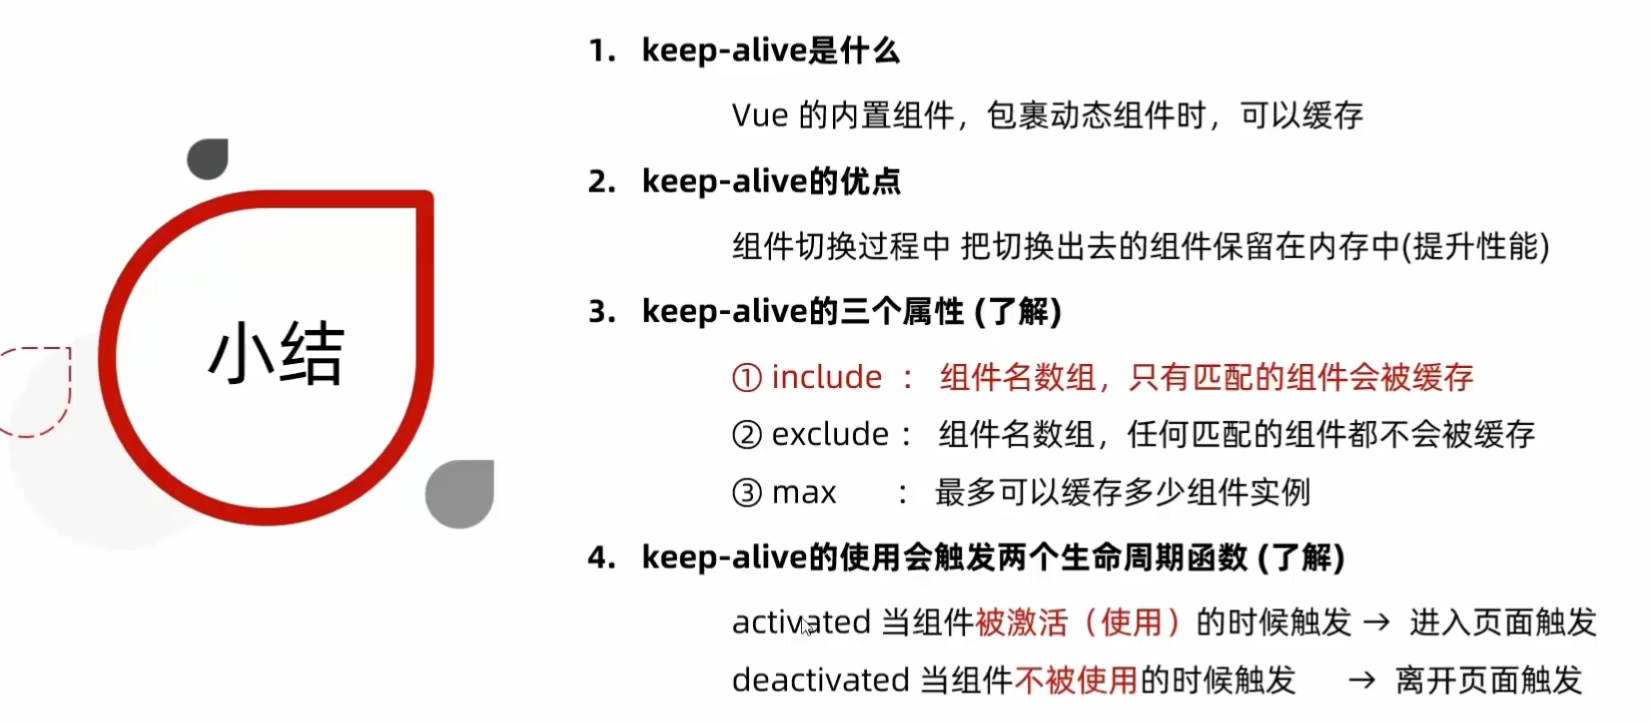 小结
1. keep-alive是什么
Vue 的内置组件，包裹动态组件时，可以缓存
2. keep-alive的优点
组件切换过程中 把切换出去的组件保留在内存中(提升性能)
3. keep-alive的三个属性 (了解)
① include ： 组件名数组，只有匹配的组件会被缓存
② exclude ： 组件名数组，任何匹配的组件都不会被缓存
③ max ： 最多可以缓存多少组件实例
4. keep-alive的使用会触发两个生命周期函数 (了解)
activated 当组件被激活（使用）的时候触发 → 进入页面触发
deactivated 当组件不被使用的时候触发 → 离开页面触发